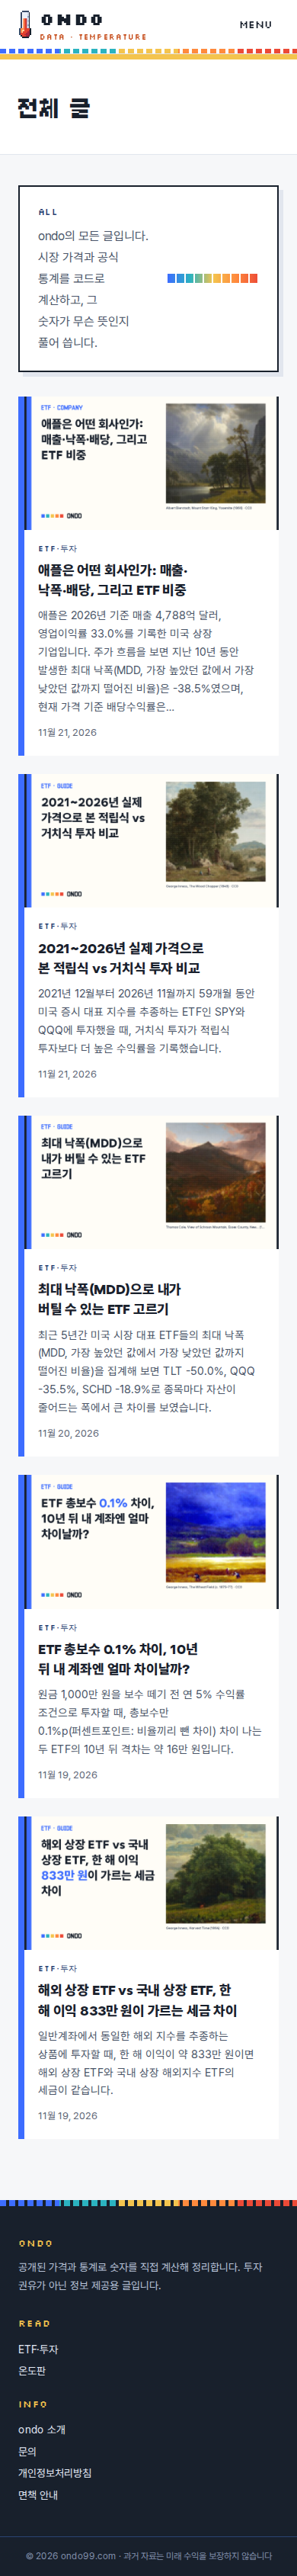 ONDO
DATA · TEMPERATURE
MENU
전체 글
ALL
ondo의 모든 글입니다.
시장 가격과 공식
통계를 코드로
계산하고, 그
숫자가 무슨 뜻인지
풀어 씁니다.
ETF · COMPANY
애플은 어떤 회사인가:
매출·낙폭·배당, 그리고
ETF 비중
ONDO
ETF·투자
애플은 어떤 회사인가: 매출·
낙폭·배당, 그리고 ETF 비중
애플은 2026년 기준 매출 4,788억 달러,
영업이익률 33.0%를 기록한 미국 상장
기업입니다. 주가 흐름을 보면 지난 10년 동안
발생한 최대 낙폭(MDD, 가장 높았던 값에서 가장
낮았던 값까지 떨어진 비율)은 -38.5%였으며,
현재 가격 기준 배당수익률은...
11월 21, 2026
ETF · GUIDE
2021~2026년 실제
가격으로 본 적립식 vs
거치식 투자 비교
George Inness, The Wood Chopper (1849) · CC0
ONDO
ETF·투자
2021~2026년 실제 가격으로
본 적립식 vs 거치식 투자 비교
2021년 12월부터 2026년 11월까지 59개월 동안
미국 증시 대표 지수를 추종하는 ETF인 SPY와
QQQ에 투자했을 때, 거치식 투자가 적립식
투자보다 더 높은 수익률을 기록했습니다.
11월 21, 2026
ETF · GUIDE
최대 낙폭(MDD)으로
내가 버틸 수 있는 ETF
고르기
ONDO
ETF·투자
최대 낙폭(MDD)으로 내가
버틸 수 있는 ETF 고르기
최근 5년간 미국 시장 대표 ETF들의 최대 낙폭
(MDD, 가장 높았던 값에서 가장 낮았던 값까지
떨어진 비율)을 집계해 보면 TLT -50.0%, QQQ
-35.5%, SCHD -18.9%로 종목마다 자산이
줄어드는 폭에서 큰 차이를 보였습니다.
11월 20, 2026
ETF · GUIDE
ETF 총보수 0.1% 차이,
10년 뒤 내 계좌엔 얼마
차이날까?
ONDO
ETF·투자
ETF 총보수 0.1% 차이, 10년
뒤 내 계좌엔 얼마 차이날까?
원금 1,000만 원을 보수 떼기 전 연 5% 수익률
조건으로 투자할 때, 총보수만
0.1%p(퍼센트포인트: 비율끼리 뺀 차이) 차이 나는
두 ETF의 10년 뒤 격차는 약 16만 원입니다.
11월 19, 2026
ETF · GUIDE
해외 상장 ETF vs 국내
상장 ETF, 한 해 이익
833만 원이 가르는 세금
차이
ONDO
ETF·투자
해외 상장 ETF vs 국내 상장 ETF, 한
해 이익 833만 원이 가르는 세금 차이
일반계좌에서 동일한 해외 지수를 추종하는
상품에 투자할 때, 한 해 이익이 약 833만 원이면
해외 상장 ETF와 국내 상장 해외지수 ETF의
세금이 같습니다.
11월 19, 2026
ONDO
공개된 가격과 통계로 숫자를 직접 계산해 정리합니다. 투자
권유가 아닌 정보 제공용 글입니다.
READ
ETF·투자
온도판
INFO
ondo 소개
문의
개인정보처리방침
면책 안내
© 2026 ondo99.com · 과거 자료는 미래 수익을 보장하지 않습니다